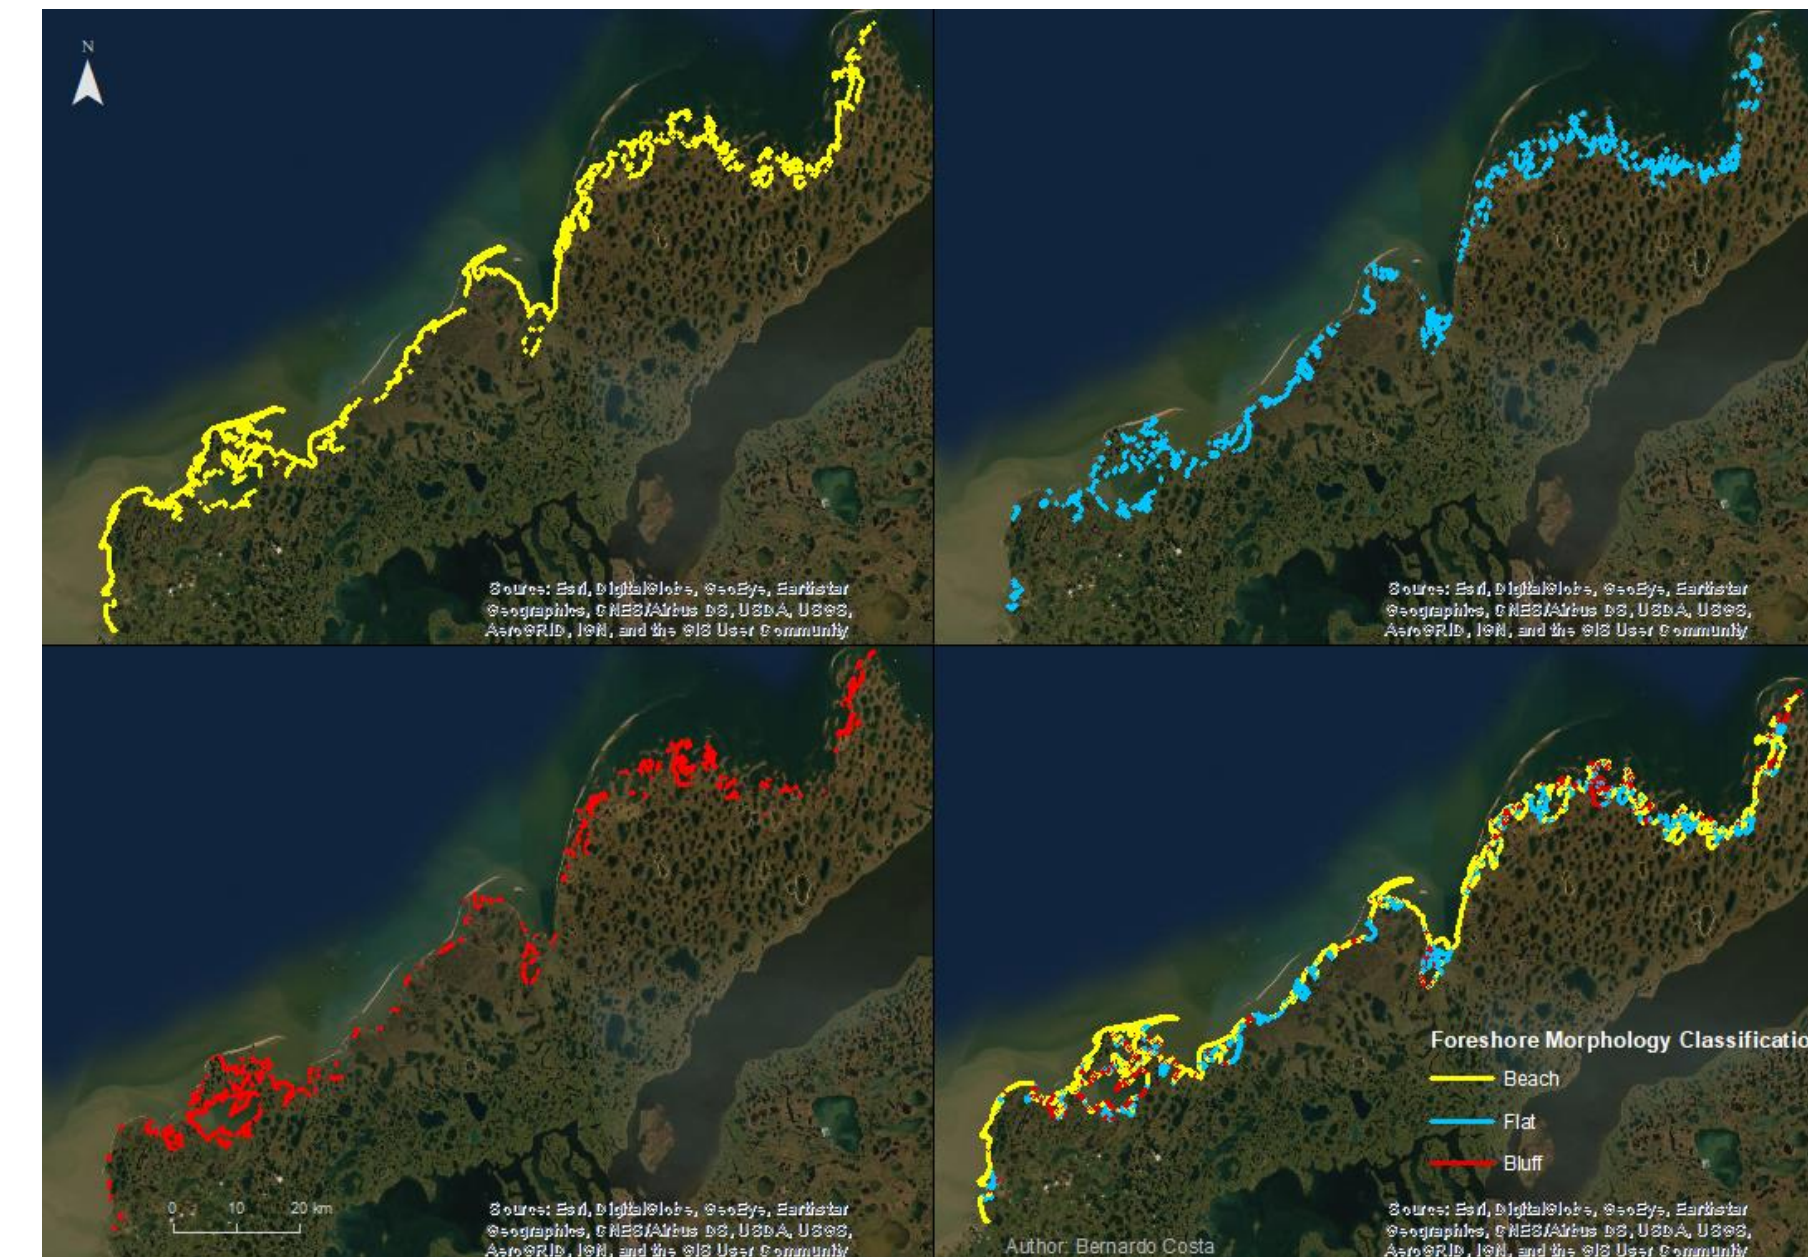 N
Source: Esri, DigitalGlobe, GeoEye, Earthstar
Geographics, CNES/Airbus DS, USDA, USGS,
AeroGRID, IGN, and the GIS User Community
Source: Esri, DigitalGlobe, GeoEye, Earthstar
Geographics, CNES/Airbus DS, USDA, USGS,
AeroGRID, IGN, and the GIS User Community
0 10 20 km
Source: Esri, DigitalGlobe, GeoEye, Earthstar
Geographics, CNES/Airbus DS, USDA, USGS,
AeroGRID, IGN, and the GIS User Community
Foreshore Morphology Classificatio
Beach
Flat
Bluff
Source: Esri, DigitalGlobe, GeoEye, Earthstar
Geographics, CNES/Airbus DS, USDA, USGS,
AeroGRID, IGN, and the GIS User Community
Author: Bernardo Costa